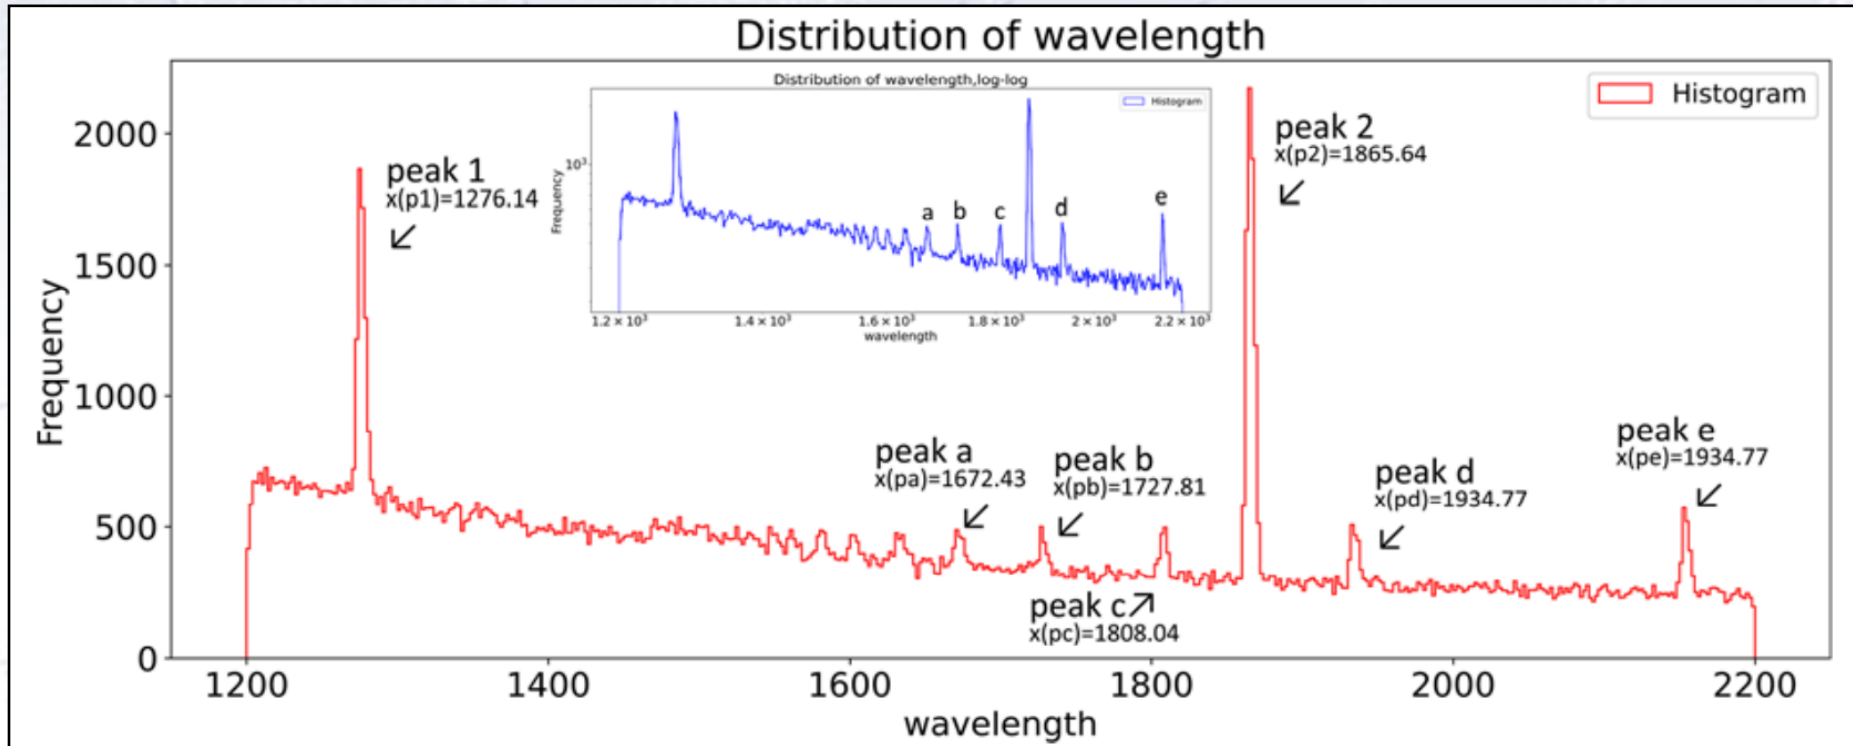 Distribution of wavelength
Histogram
2000
1500
1000
500
0
Frequency
1200
1400
1600
1800
2000
2200
wavelength
peak 1
x(p1)=1276.14
peak 2
x(p2)=1865.64
peak a
x(pa)=1672.43
peak b
x(pb)=1727.81
peak c
x(pc)=1808.04
peak d
x(pd)=1934.77
peak e
x(pe)=1934.77
Distribution of wavelength,log-log
Histogram
10³
Frequency
a b c d e
1.2 × 10³
1.4 × 10³
1.6 × 10³
1.8 × 10³
2 × 10³
2.2 × 10³
wavelength